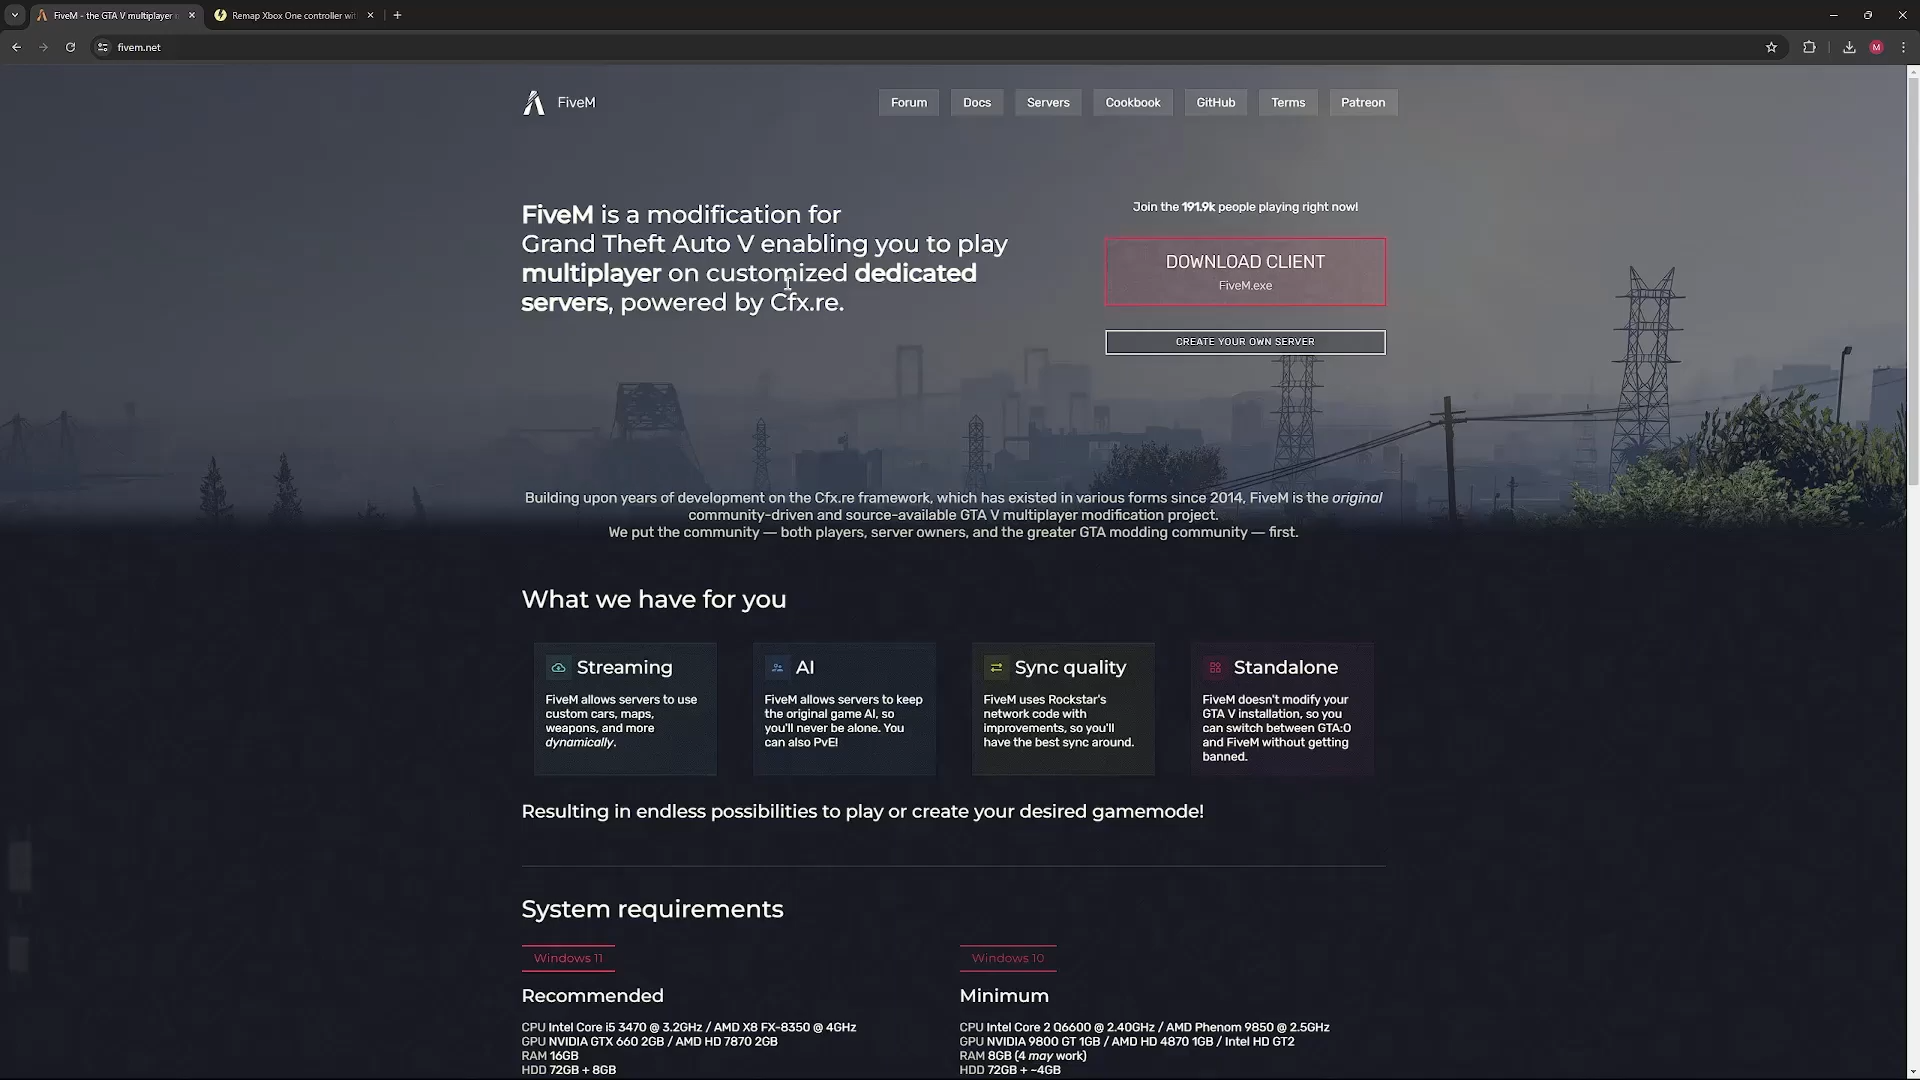 FiveM - the GTA V multiplayer
Remap Xbox One controller wit
fivem.net
M
FiveM
Forum
Docs
Servers
Cookbook
GitHub
Terms
Patreon
FiveM is a modification for
Grand Theft Auto V enabling you to play
multiplayer on customized dedicated
servers, powered by Cfx.re.
Join the 191.9k people playing right now!
DOWNLOAD CLIENT
FiveM.exe
CREATE YOUR OWN SERVER
Building upon years of development on the Cfx.re framework, which has existed in various forms since 2014, FiveM is the original
community-driven and source-available GTA V multiplayer modification project.
We put the community — both players, server owners, and the greater GTA modding community — first.
What we have for you
Streaming
FiveM allows servers to use
custom cars, maps,
weapons, and more
dynamically.
AI
FiveM allows servers to keep
the original game AI, so
you'll never be alone. You
can also PvE!
Sync quality
FiveM uses Rockstar's
network code with
improvements, so you'll
have the best sync around.
Standalone
FiveM doesn't modify your
GTA V installation, so you
can switch between GTA:O
and FiveM without getting
banned.
Resulting in endless possibilities to play or create your desired gamemode!
System requirements
Windows 11
Recommended
CPU Intel Core i5 3470 @ 3.2GHz / AMD X8 FX-8350 @ 4GHz
GPU NVIDIA GTX 660 2GB / AMD HD 7870 2GB
RAM 16GB
HDD 72GB + 8GB
Windows 10
Minimum
CPU Intel Core 2 Q6600 @ 2.40GHz / AMD Phenom 9850 @ 2.5GHz
GPU NVIDIA 9800 GT 1GB / AMD HD 4870 1GB / Intel HD GT2
RAM 8GB (4 may work)
HDD 72GB + ~4GB